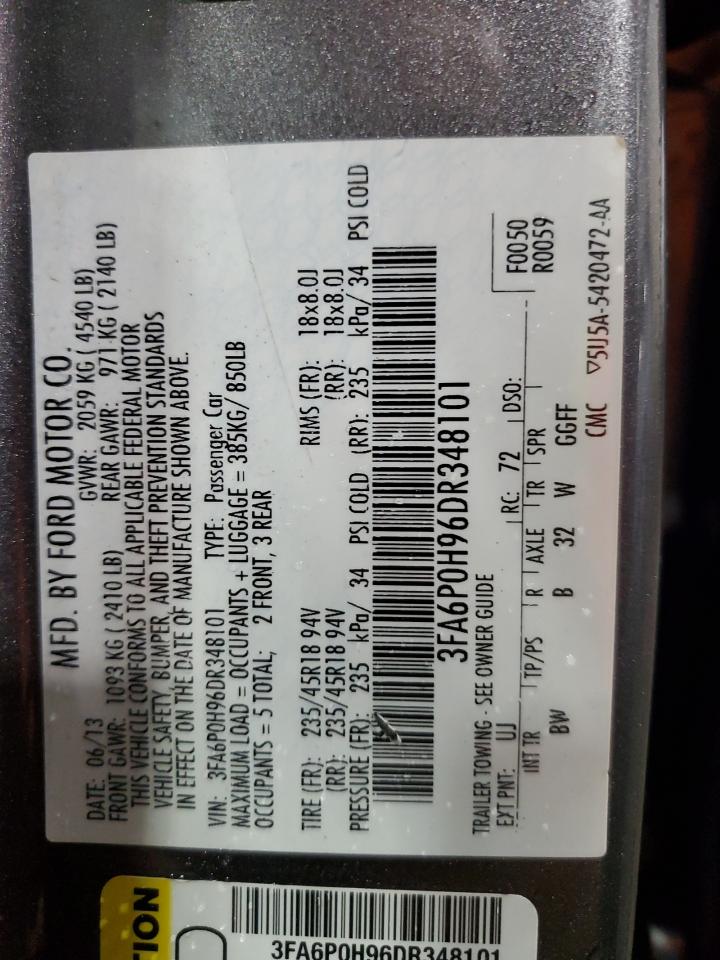 MFD. BY FORD MOTOR CO.
DATE: 06/13 GVWR: 2059 KG ( 4540 LB)
FRONT GAWR: 1093 KG ( 2410 LB) REAR GAWR: 971 KG ( 2140 LB)
THIS VEHICLE CONFORMS TO ALL APPLICABLE FEDERAL MOTOR
VEHICLE SAFETY, BUMPER, AND THEFT PREVENTION STANDARDS
IN EFFECT ON THE DATE OF MANUFACTURE SHOWN ABOVE.
VIN: 3FA6P0H96DR348101 TYPE: Passenger Car
MAXIMUM LOAD = OCCUPANTS + LUGGAGE = 385KG/ 850LB
OCCUPANTS = 5 TOTAL; 2 FRONT, 3 REAR
TIRE (FR): 235/45R18 94V RIMS (FR): 18x8.0J
(RR): 235/45R18 94V (RR): 18x8.0J
PRESSURE (FR): 235 kPa/ 34 PSI COLD (RR): 235 kPa/ 34 PSI COLD
3FA6P0H96DR348101
TRAILER TOWING - SEE OWNER GUIDE
EXT PNT: UJ RC: 72 DSO: F0050
R0059
INT TR TP/PS R AXLE TR SPR
BW B 32 W GGFF
CMC ▽5U5A-5420472-AA
TION
3FA6P0H96DR348101